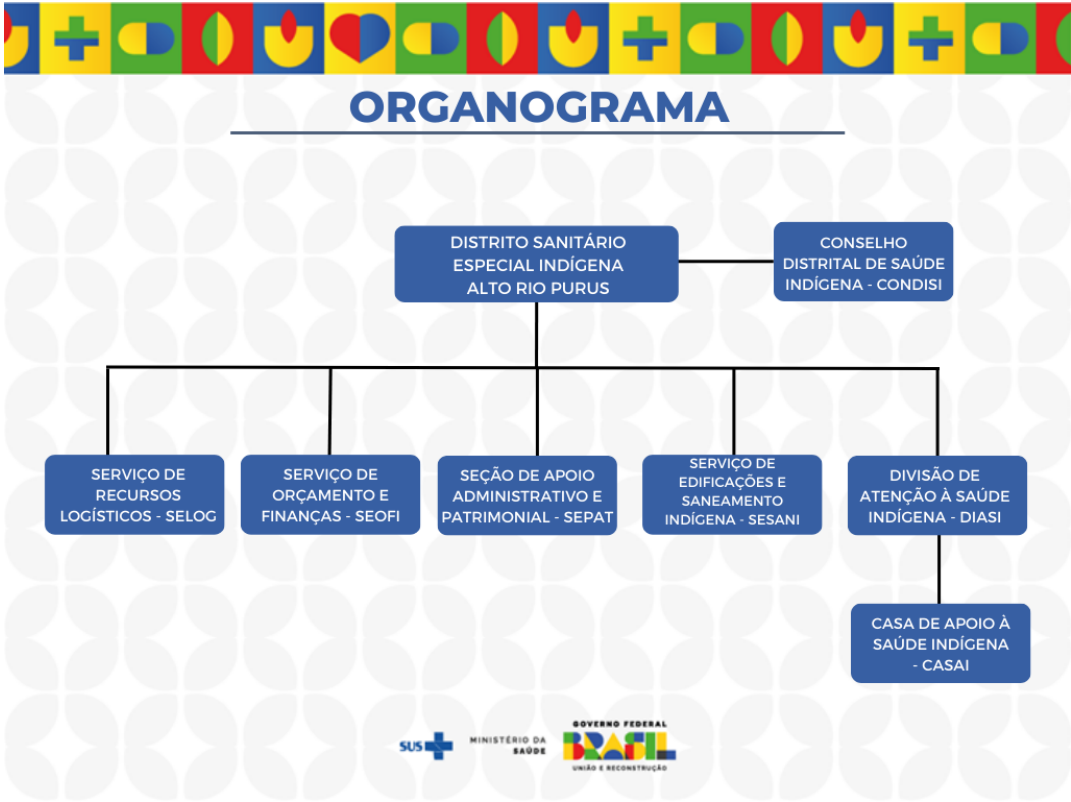 ORGANOGRAMA
DISTRITO SANITÁRIO
ESPECIAL INDÍGENA
ALTO RIO PURUS
CONSELHO
DISTRITAL DE SAÚDE
INDÍGENA - CONDISI
SERVIÇO DE
RECURSOS
LOGÍSTICOS - SELOG
SERVIÇO DE
ORÇAMENTO E
FINANÇAS - SEOFI
SEÇÃO DE APOIO
ADMINISTRATIVO E
PATRIMONIAL - SEPAT
SERVIÇO DE
EDIFICAÇÕES E
SANEAMENTO
INDÍGENA - SESANI
DIVISÃO DE
ATENÇÃO À SAÚDE
INDÍGENA - DIASI
CASA DE APOIO À
SAÚDE INDÍGENA
- CASAI
SUS
MINISTÉRIO DA
SAÚDE
GOVERNO FEDERAL
BRASIL
UNIÃO E RECONSTRUÇÃO